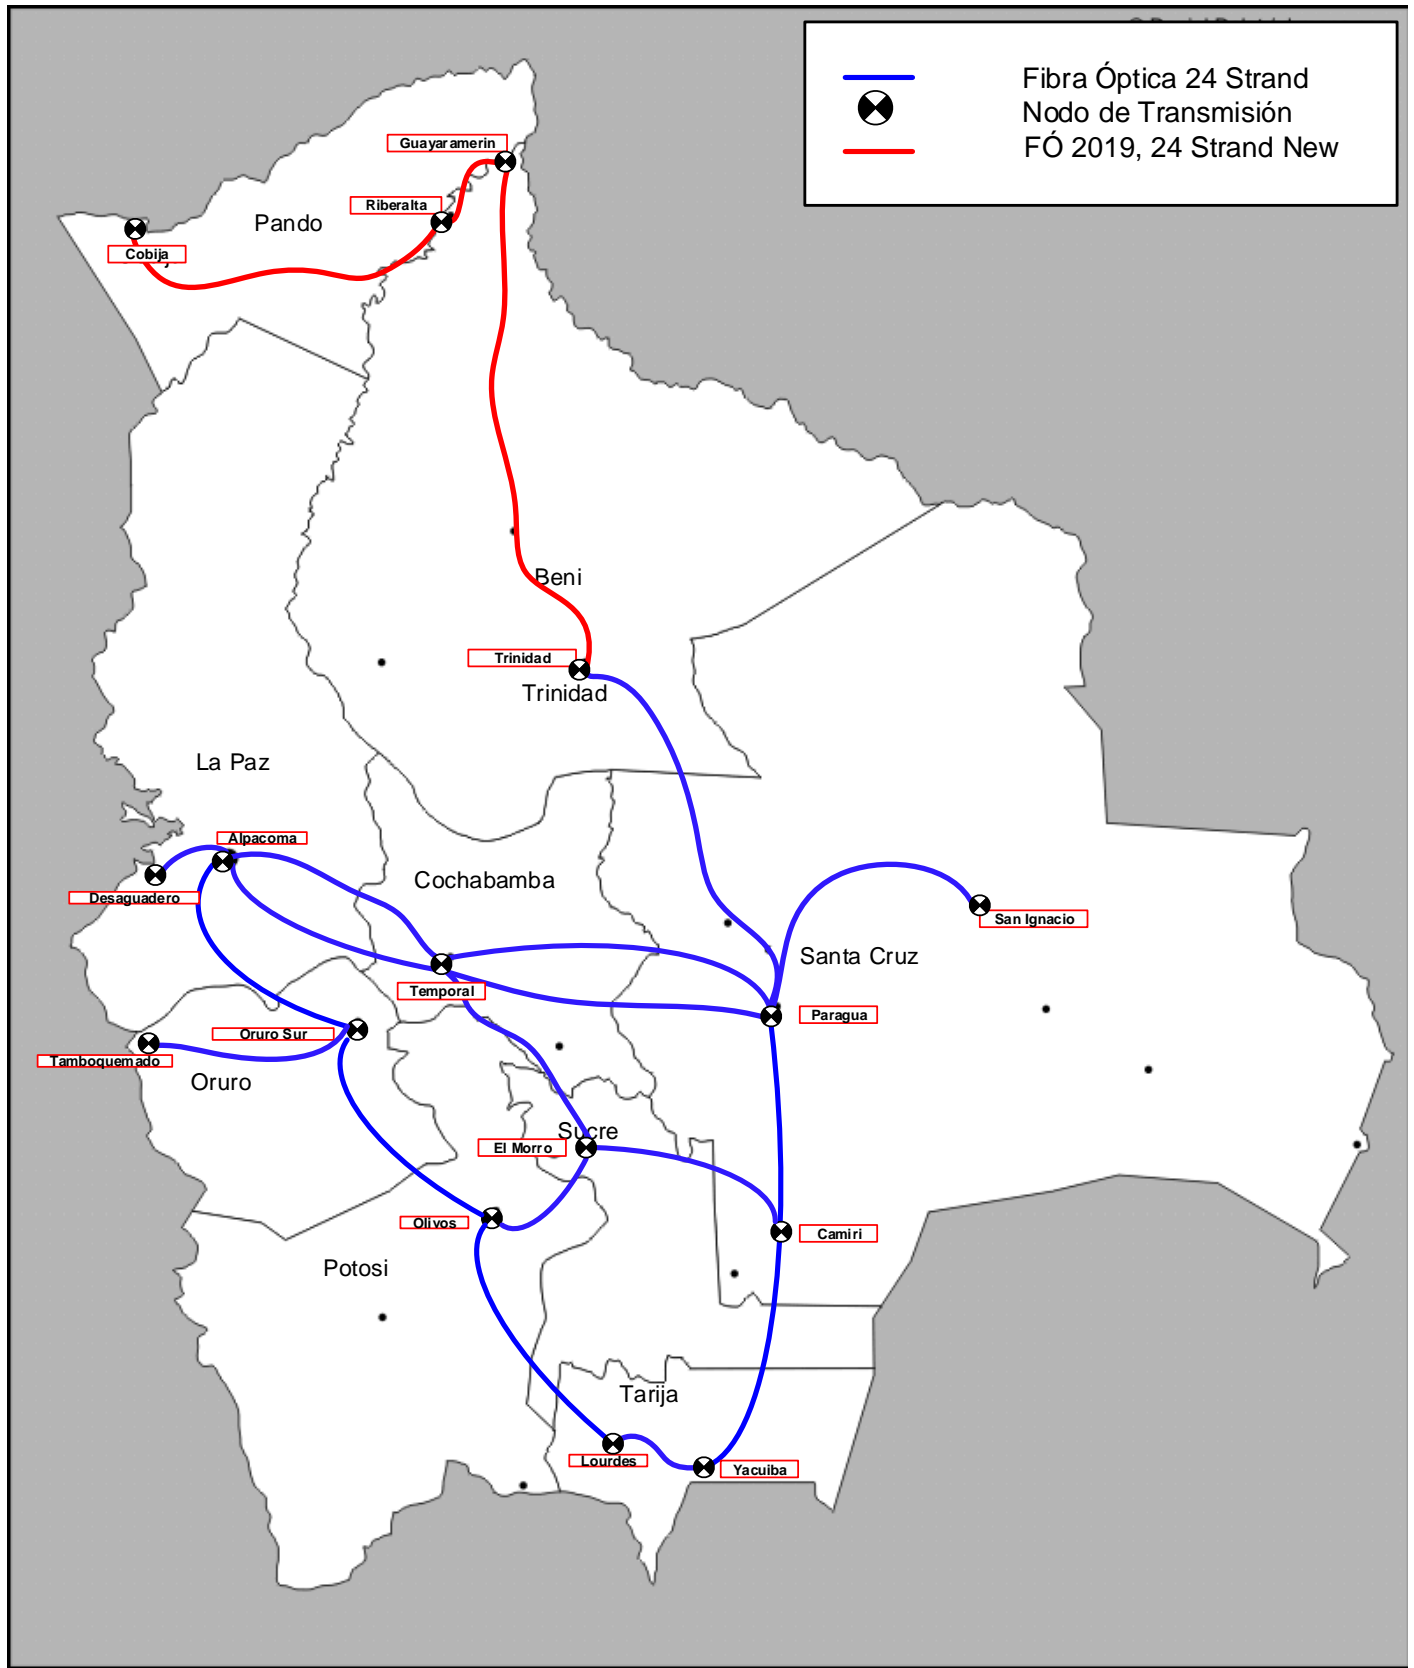 Fibra Óptica 24 Strand
Nodo de Transmisión
FÓ 2019, 24 Strand New
Guayaramerin
Riberalta
Pando
Cobija
Beni
Trinidad
Trinidad
La Paz
Alpacoma
Cochabamba
Desaguadero
San Ignacio
Santa Cruz
Temporal
Paragua
Oruro Sur
Tamboquemado
Oruro
Sucre
El Morro
Olivos
Camiri
Potosi
Tarija
Lourdes
Yacuiba